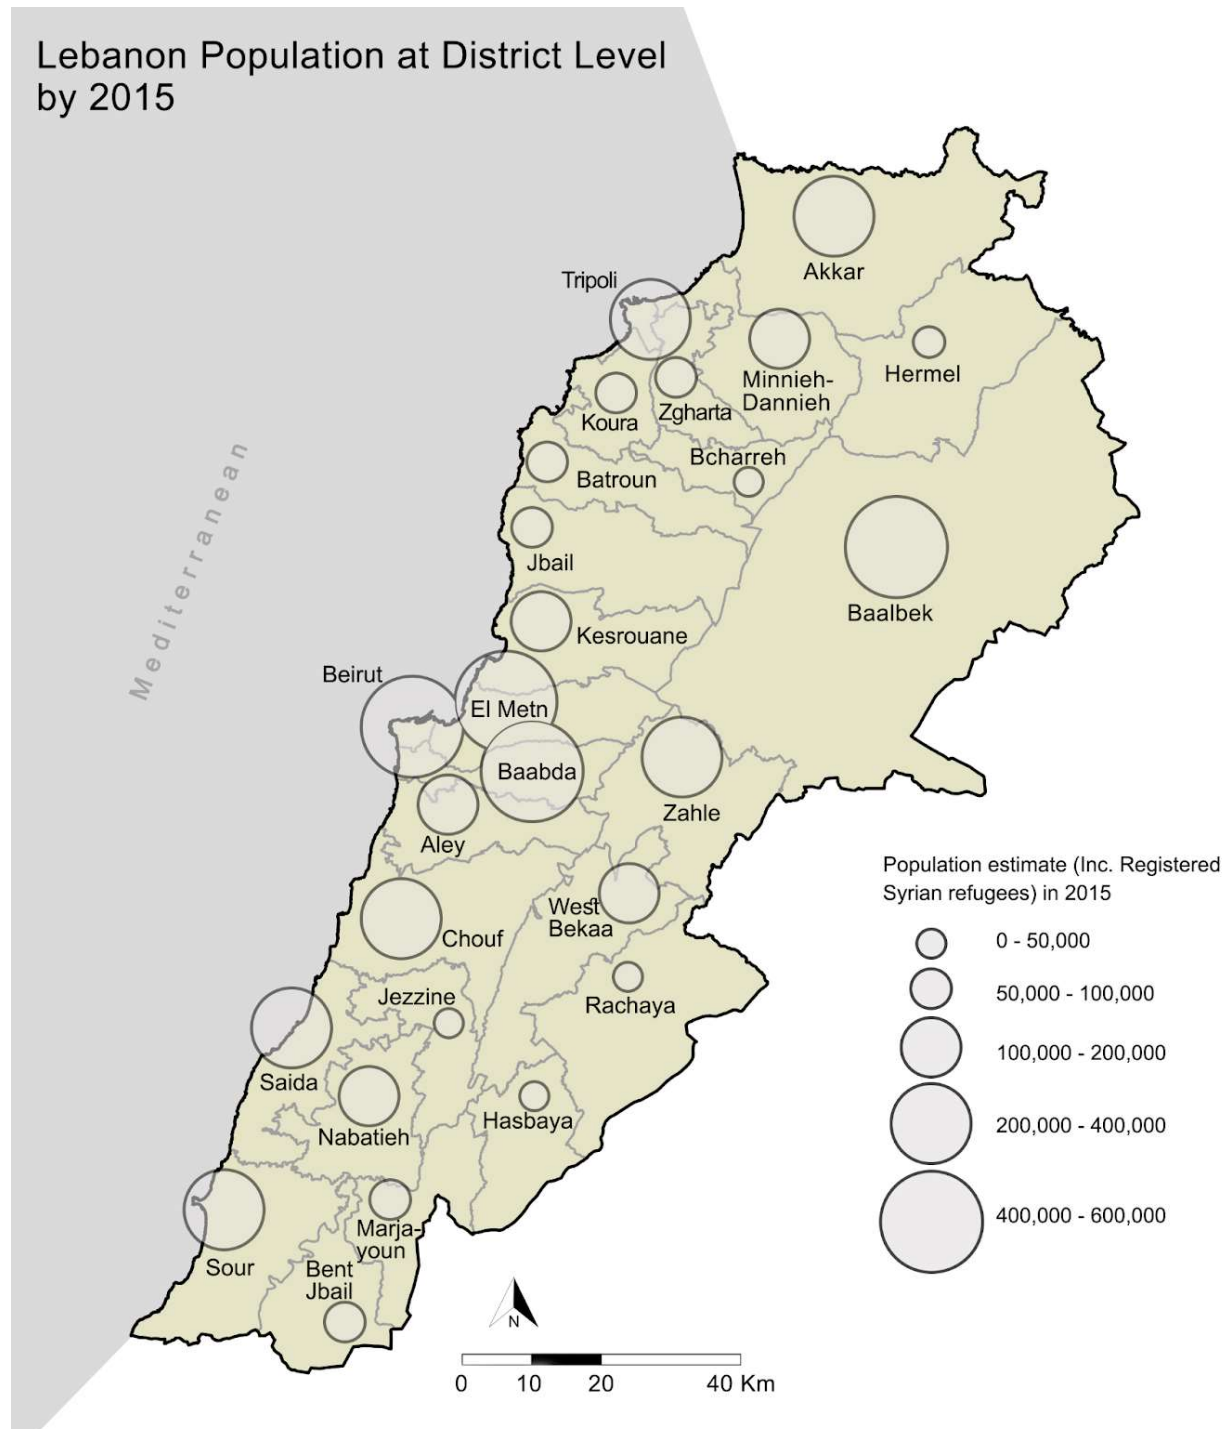 Lebanon Population at District Level
by 2015
Akkar
Tripoli
Hermel
Minnieh-
Dannieh
Zgharta
Koura
Bcharreh
Batroun
Jbail
Baalbek
Kesrouane
Mediterranean
Beirut
El Metn
Baabda
Zahle
Aley
West
Bekaa
Chouf
Jezzine
Rachaya
Saida
Hasbaya
Nabatieh
Marja-
youn
Sour
Bent
Jbail
Population estimate (Inc. Registered
Syrian refugees) in 2015
0 - 50,000
50,000 - 100,000
100,000 - 200,000
200,000 - 400,000
400,000 - 600,000
N
0 10 20 40 Km